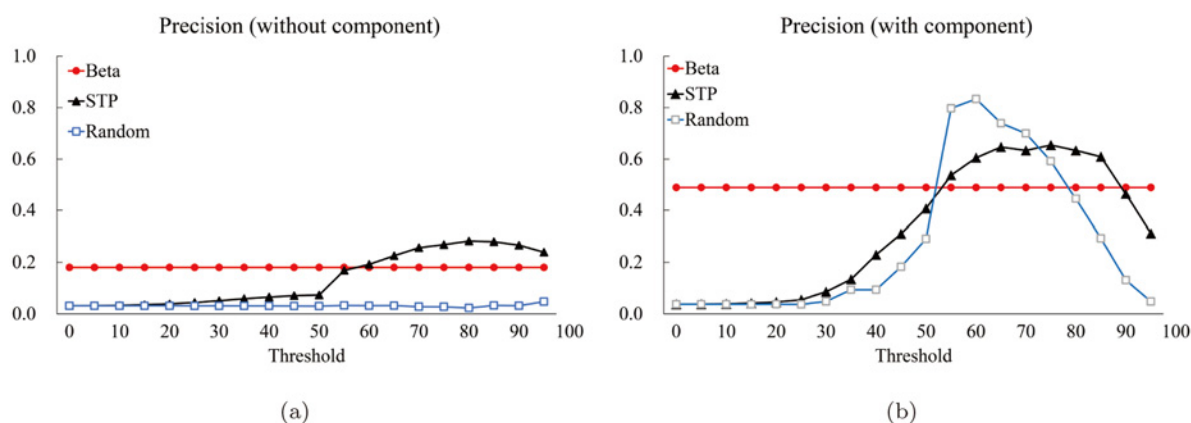 Precision (without component)
1.0
0.8
0.6
0.4
0.2
0.0
Beta
STP
Random
0 10 20 30 40 50 60 70 80 90 100
Threshold
(a)
Precision (with component)
1.0
0.8
0.6
0.4
0.2
0.0
Beta
STP
Random
0 10 20 30 40 50 60 70 80 90 100
Threshold
(b)